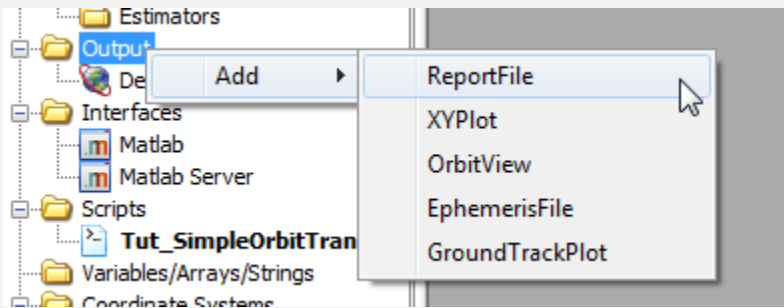 Estimators
Output
De
Add
ReportFile
XYPlot
OrbitView
EphemerisFile
GroundTrackPlot
Interfaces
Matlab
Matlab Server
Scripts
Tut_SimpleOrbitTran
Variables/Arrays/Strings
Coordinate Systems